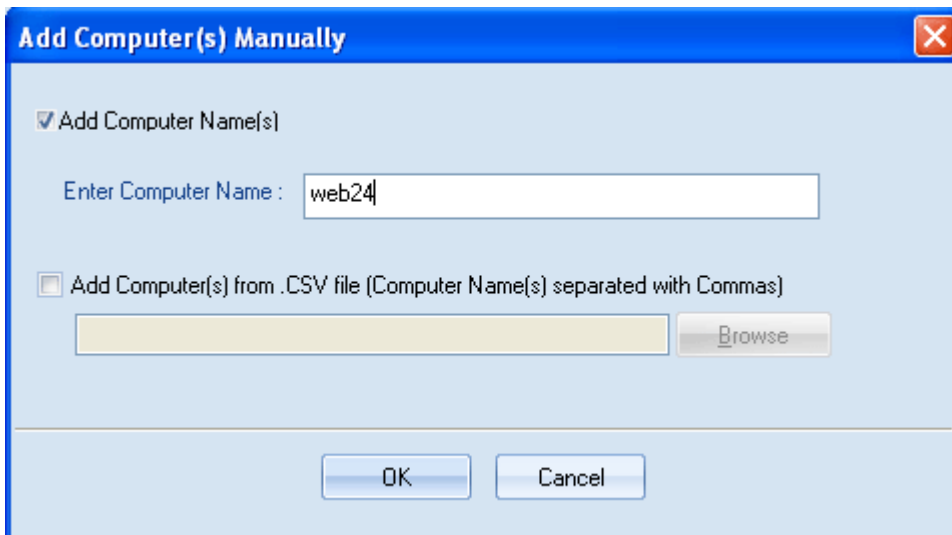 Add Computer(s) Manually
Add Computer Name(s)
Enter Computer Name : web24
Add Computer(s) from .CSV file (Computer Name(s) separated with Commas)
Browse
OK Cancel